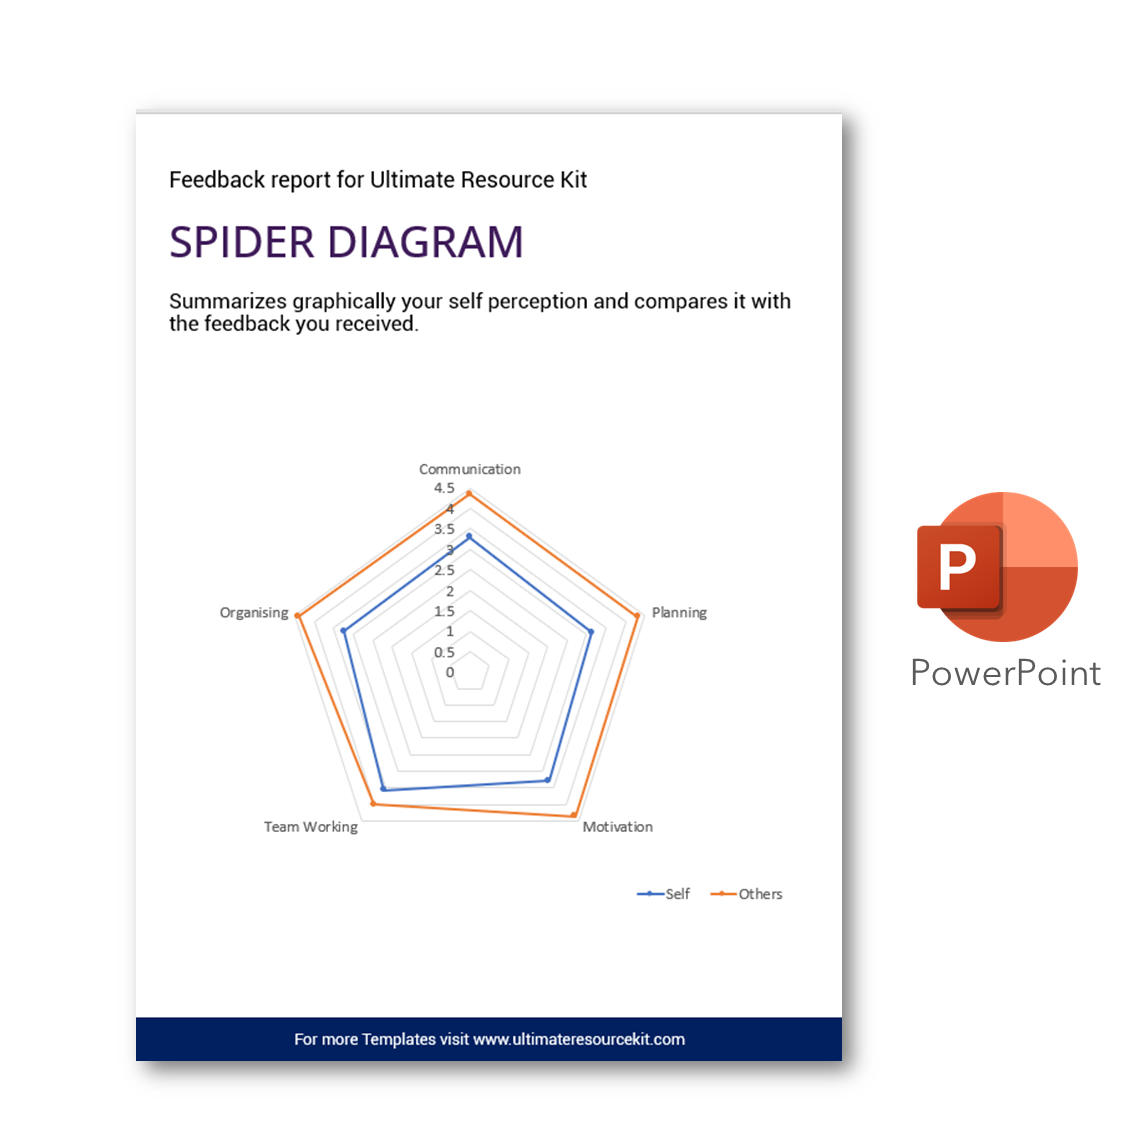 Feedback report for Ultimate Resource Kit
SPIDER DIAGRAM
Summarizes graphically your self perception and compares it with
the feedback you received.
Communication
4.5
4
3.5
3
2.5
2
1.5
1
0.5
0
Organising
Planning
Team Working
Motivation
Self
Others
For more Templates visit www.ultimateresourcekit.com
P
PowerPoint